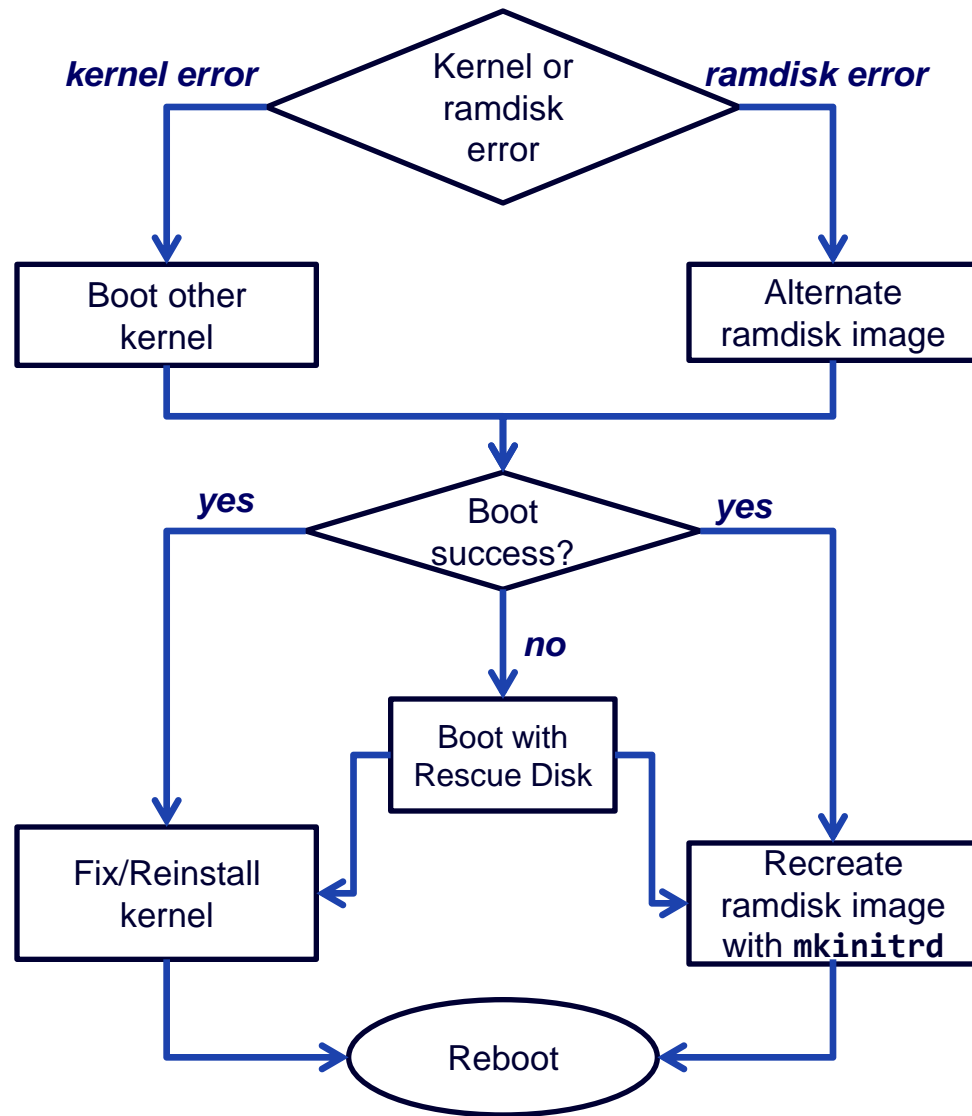 kernel error
Kernel or
ramdisk
error
ramdisk error
Boot other
kernel
Alternate
ramdisk image
yes
Boot
success?
yes
no
Boot with
Rescue Disk
Fix/Reinstall
kernel
Recreate
ramdisk image
with mkinitrd
Reboot